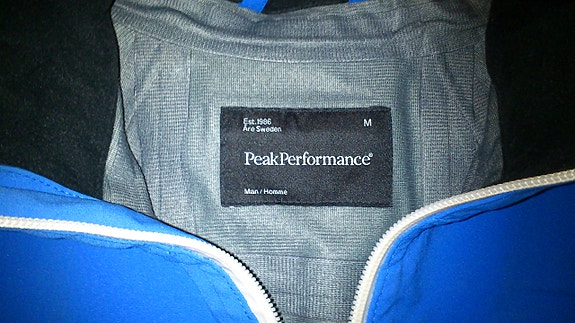 Est.1986
Åre Sweden
M
PeakPerformance®
Man / Homme